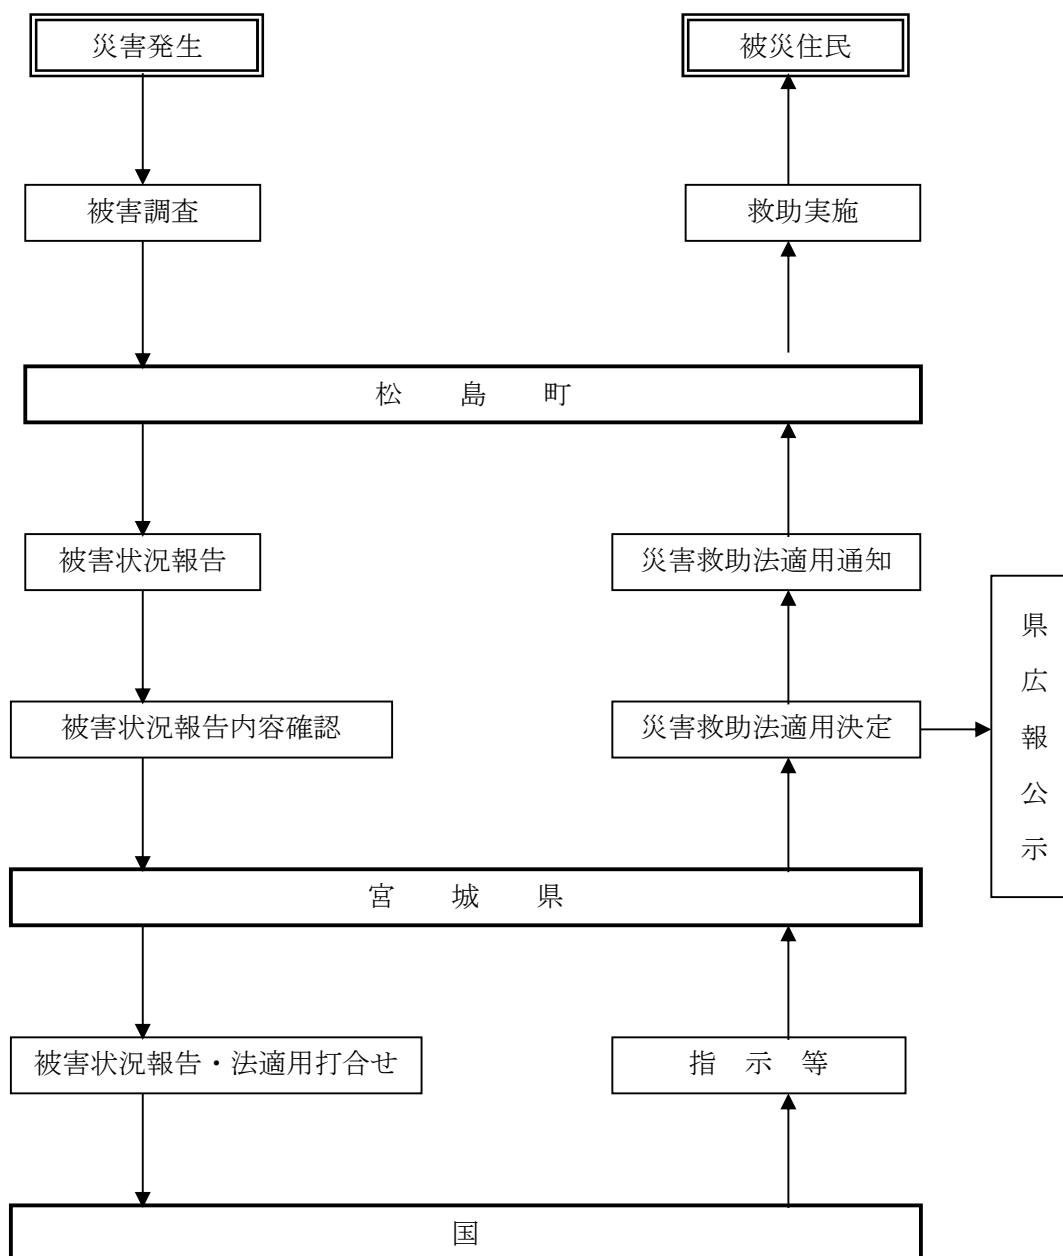 災害発生
被災住民
被害調査
救助実施
松　島　町
被害状況報告
災害救助法適用通知
県広報公示
被害状況報告内容確認
災害救助法適用決定
宮　城　県
被害状況報告・法適用打合せ
指　示　等
国